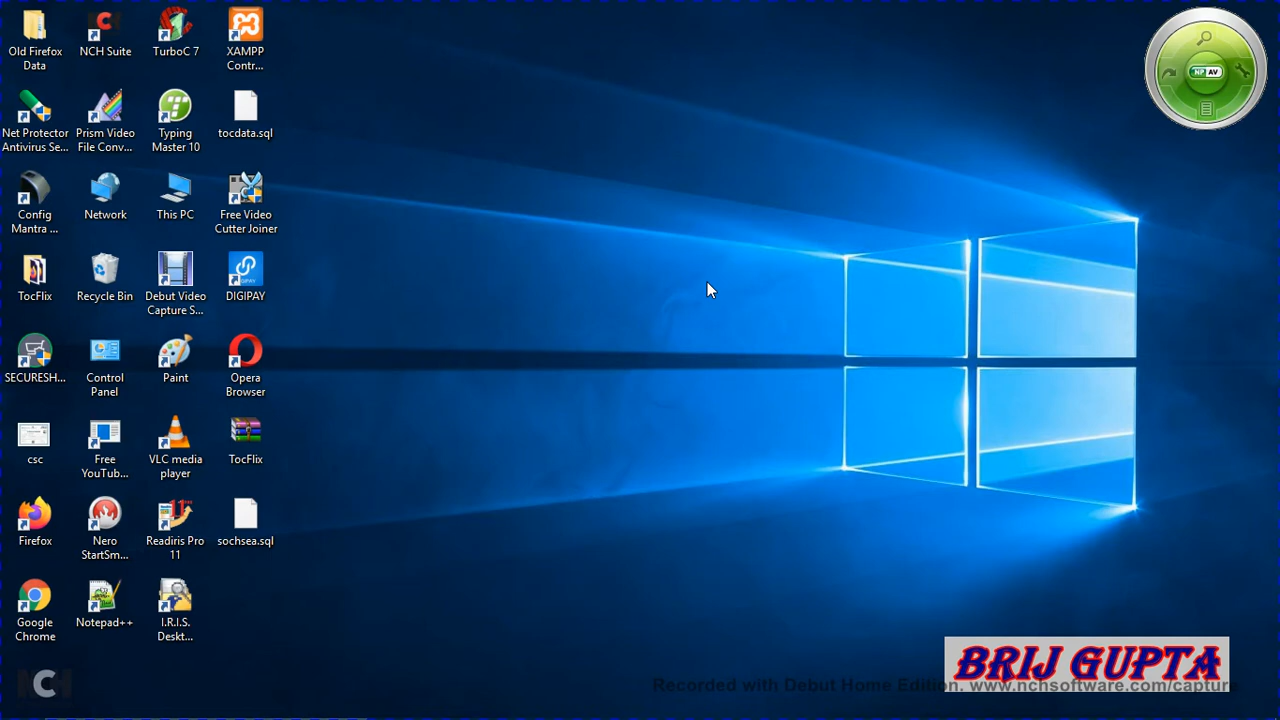 Old Firefox
Data
NCH Suite
TurboC 7
XAMPP
Contr...
Net Protector
Antivirus Se...
Prism Video
File Conv...
Typing
Master 10
tocdata.sql
Config
Mantra ...
Network
This PC
Free Video
Cutter Joiner
TocFlix
Recycle Bin
Debut Video
Capture S...
DIGIPAY
SECURESH...
Control
Panel
Paint
Opera
Browser
csc
Free
YouTub...
VLC media
player
TocFlix
Firefox
Nero
StartSm...
Readiris Pro
11
sochsea.sql
Google
Chrome
Notepad++
I.R.I.S.
Deskt...
NP AV
NCH
BRIJ GUPTA
Recorded with Debut Home Edition. www.nchsoftware.com/capture